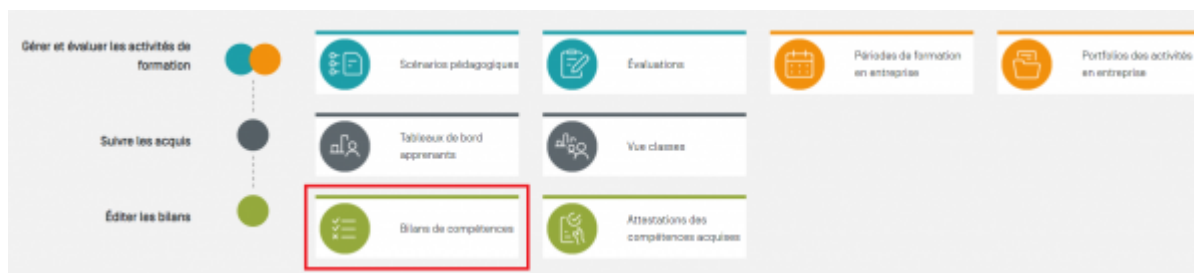 Gérer et évaluer les activités de
formation
Scénarios pédagogiques
Évaluations
Périodes de formation
en entreprise
Portfolios des activités
en entreprise
Suivre les acquis
Tableaux de bord
apprenants
Vue classes
Éditer les bilans
Bilans de compétences
Attestations des
compétences acquises